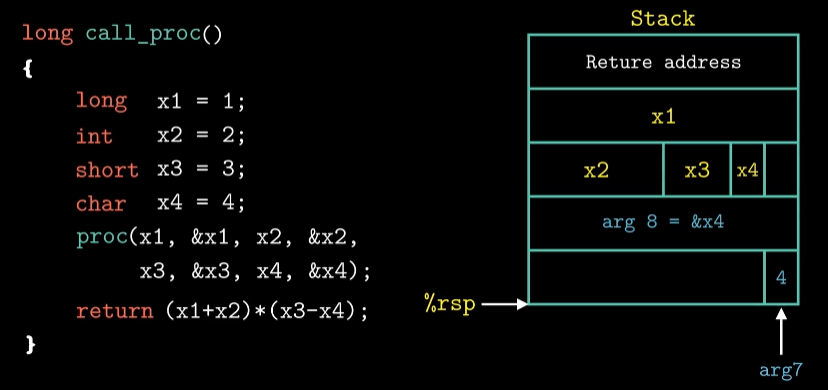 long call_proc()
{
long x1 = 1;
int x2 = 2;
short x3 = 3;
char x4 = 4;
proc(x1, &x1, x2, &x2,
x3, &x3, x4, &x4);
return (x1+x2)*(x3-x4);
}
Stack
Reture address
x1
x2 x3 x4
arg 8 = &x4
4
%rsp
arg7